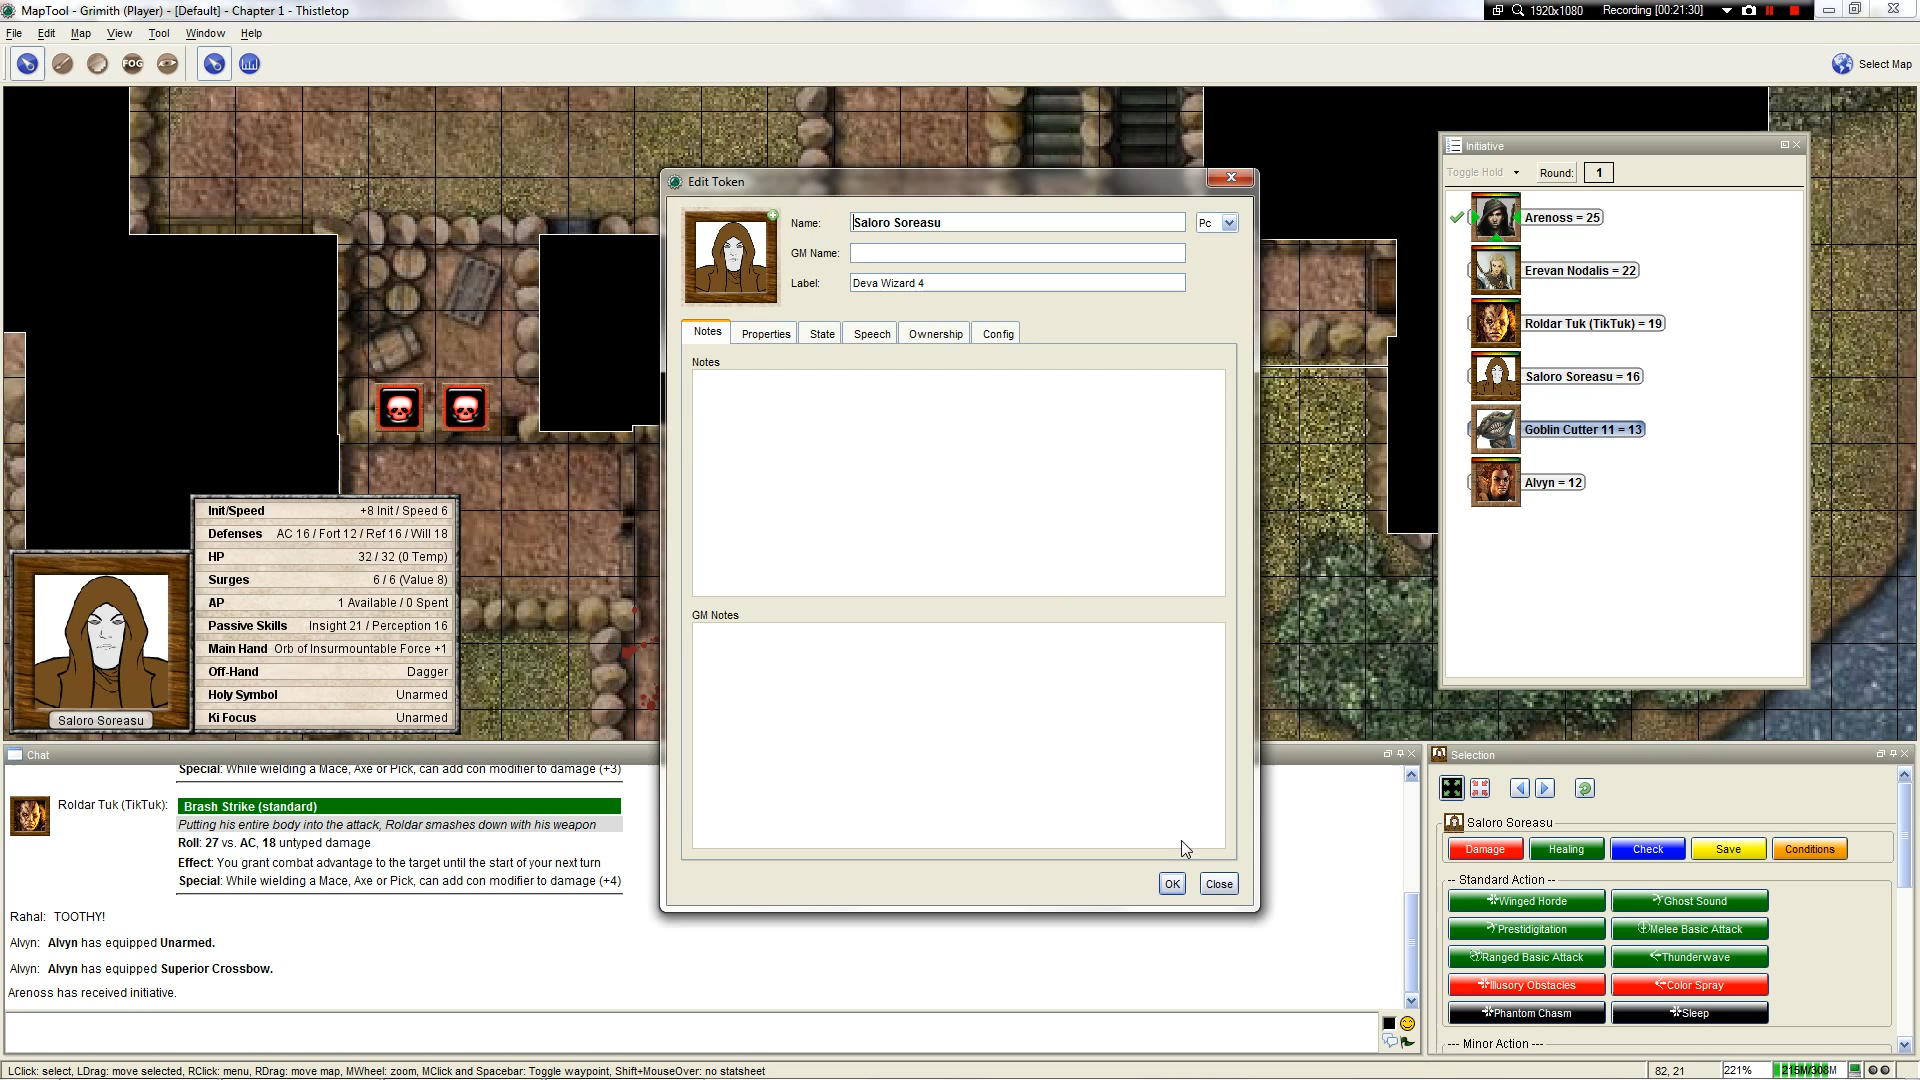 MapTool - Grimith (Player) - [Default] - Chapter 1 - Thistletop
1920x1080 Recording [00:21:30]
File Edit Map View Tool Window Help
FOG
Select Map
Initiative
Toggle Hold Round: 1
Arenoss = 25
Erevan Nodalis = 22
Roldar Tuk (TikTuk) = 19
Saloro Soreasu = 16
Goblin Cutter 11 = 13
Alvyn = 12
Edit Token
Name: Saloro Soreasu Pc
GM Name:
Label: Deva Wizard 4
Notes Properties State Speech Ownership Config
Notes
GM Notes
OK Close
Init/Speed +8 Init / Speed 6
Defenses AC 16 / Fort 12 / Ref 16 / Will 18
HP 32 / 32 (0 Temp)
Surges 6 / 6 (Value 8)
AP 1 Available / 0 Spent
Passive Skills Insight 21 / Perception 16
Main Hand Orb of Insurmountable Force +1
Off-Hand Dagger
Holy Symbol Unarmed
Ki Focus Unarmed
Saloro Soreasu
Chat
Special: While wielding a Mace, Axe or Pick, can add con modifier to damage (+3)
Roldar Tuk (TikTuk): Brash Strike (standard)
Putting his entire body into the attack, Roldar smashes down with his weapon
Roll: 27 vs. AC, 18 untyped damage
Effect: You grant combat advantage to the target until the start of your next turn
Special: While wielding a Mace, Axe or Pick, can add con modifier to damage (+4)
Rahal: TOOTHY!
Alvyn: Alvyn has equipped Unarmed.
Alvyn: Alvyn has equipped Superior Crossbow.
Arenoss has received initiative.
Selection
Saloro Soreasu
Damage Healing Check Save Conditions
-- Standard Action --
Winged Horde Ghost Sound
Prestidigitation Melee Basic Attack
Ranged Basic Attack Thunderwave
Illusory Obstacles Color Spray
Phantom Chasm Sleep
--- Minor Action ---
LClick: select, LDrag: move selected, RClick: menu, RDrag: move map, MWheel: zoom, MClick and Spacebar: Toggle waypoint, Shift+MouseOver: no statsheet
82, 21 221% 215M/308M